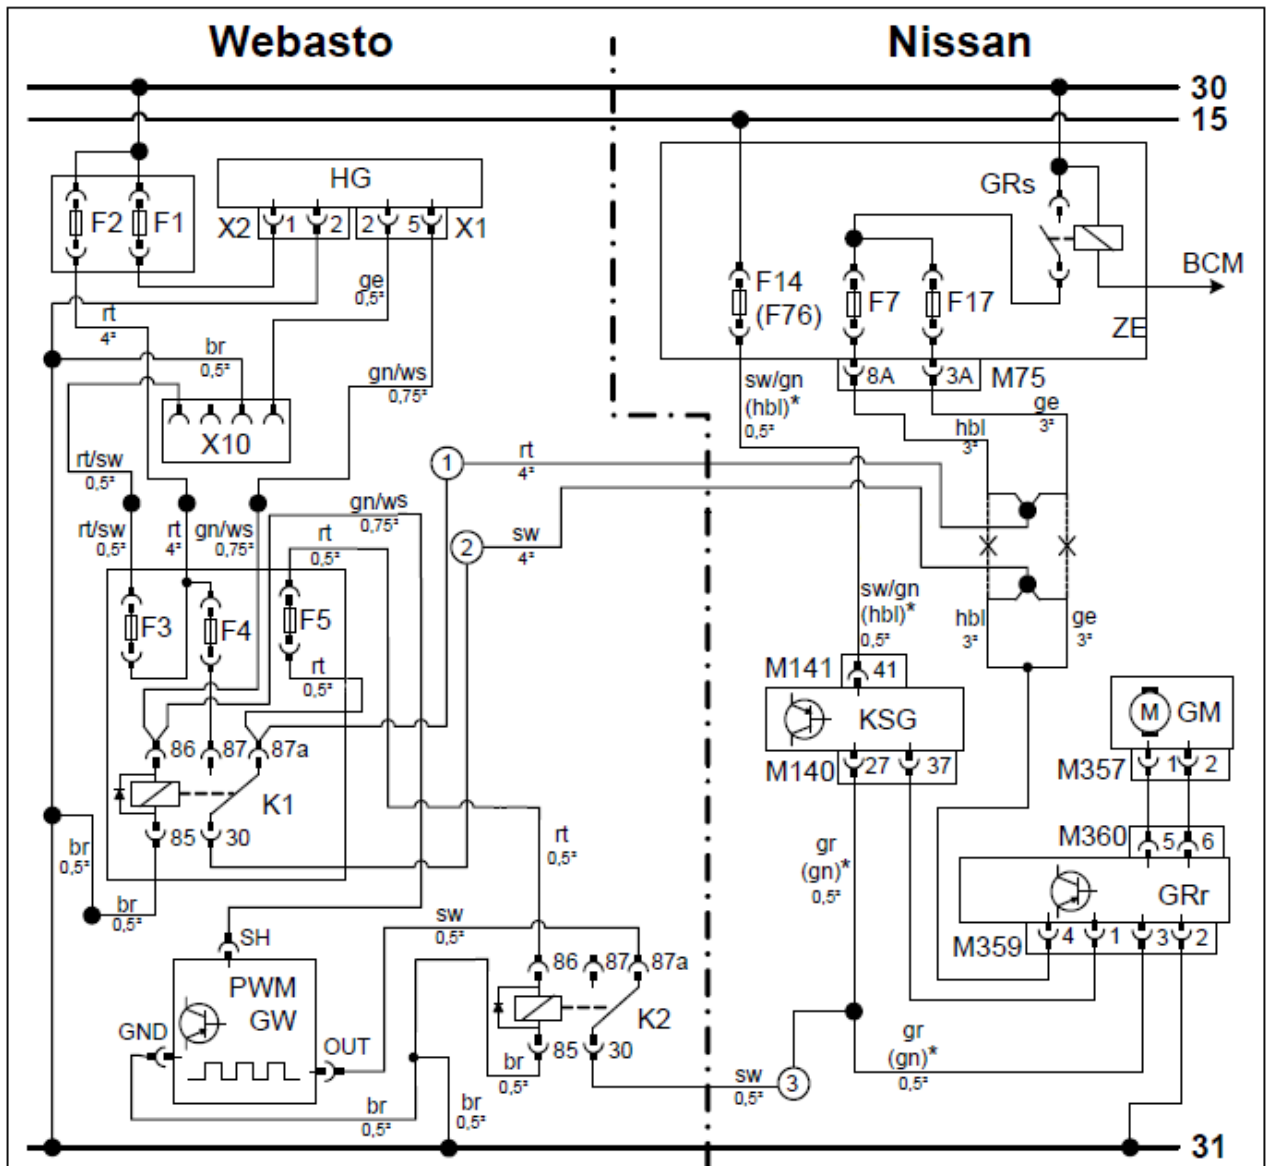 Webasto
Nissan
30
15
HG
X2
1
2
2
5
X1
F2
F1
GRs
BCM
F14
(F76)
F7
F17
ZE
8A
3A
M75
rt
4²
ge
0,5²
br
0,5²
gn/ws
0,75²
sw/gn
(hbl)*
0,5²
hbl
3²
ge
3²
X10
rt/sw
0,5²
1
rt
4²
rt/sw
0,5²
rt
4²
gn/ws
0,75²
gn/ws
0,75²
rt
0,5²
2
sw
4²
F3
F4
F5
rt
0,5²
sw/gn
(hbl)*
0,5²
hbl
3²
ge
3²
M141
41
KSG
M140
27
37
M
GM
M357
1
2
86
87
87a
K1
85
30
br
0,5²
br
0,5²
rt
0,5²
gr
(gn)*
0,5²
M360
5
6
GRr
M359
4
1
3
2
SH
sw
0,5²
PWM
GW
GND
OUT
86
87
87a
K2
85
30
br
0,5²
br
0,5²
br
0,5²
sw
0,5²
3
gr
(gn)*
0,5²
31